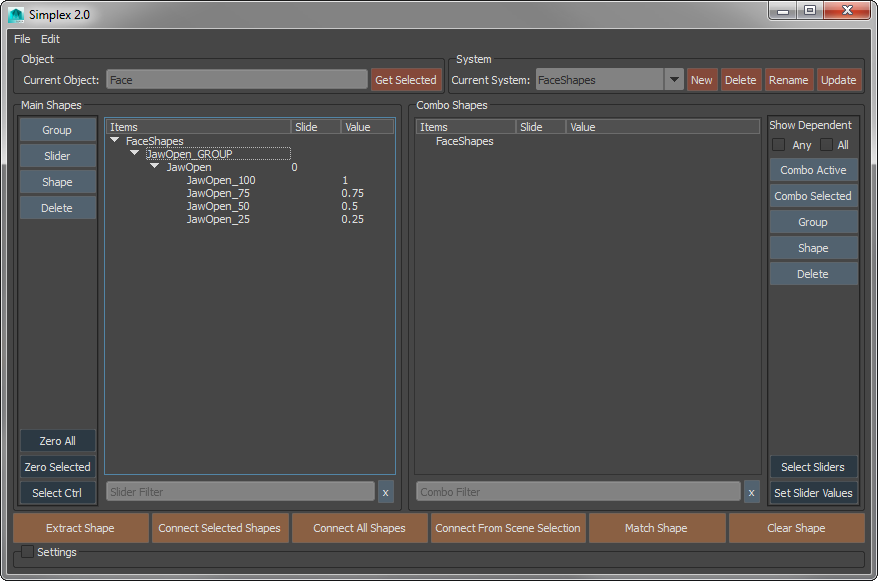 Simplex 2.0
File Edit
Object
Current Object: Face Get Selected
System
Current System: FaceShapes New Delete Rename Update
Main Shapes
Group
Slider
Shape
Delete
Zero All
Zero Selected
Select Ctrl
Items Slide Value
FaceShapes
JawOpen_GROUP
JawOpen 0
JawOpen_100 1
JawOpen_75 0.75
JawOpen_50 0.5
JawOpen_25 0.25
Slider Filter x
Combo Shapes
Items Slide Value
FaceShapes
Combo Filter x
Show Dependent
Any All
Combo Active
Combo Selected
Group
Shape
Delete
Select Sliders
Set Slider Values
Extract Shape Connect Selected Shapes Connect All Shapes Connect From Scene Selection Match Shape Clear Shape
Settings